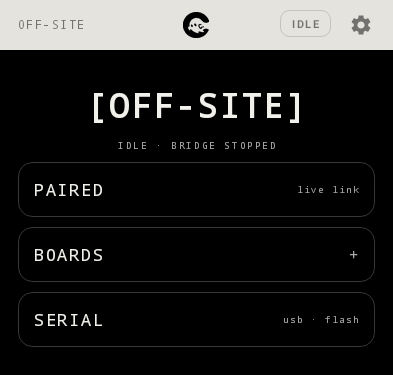 OFF-SITE
IDLE
[OFF-SITE]
IDLE · BRIDGE STOPPED
PAIRED live link
BOARDS +
SERIAL usb · flash